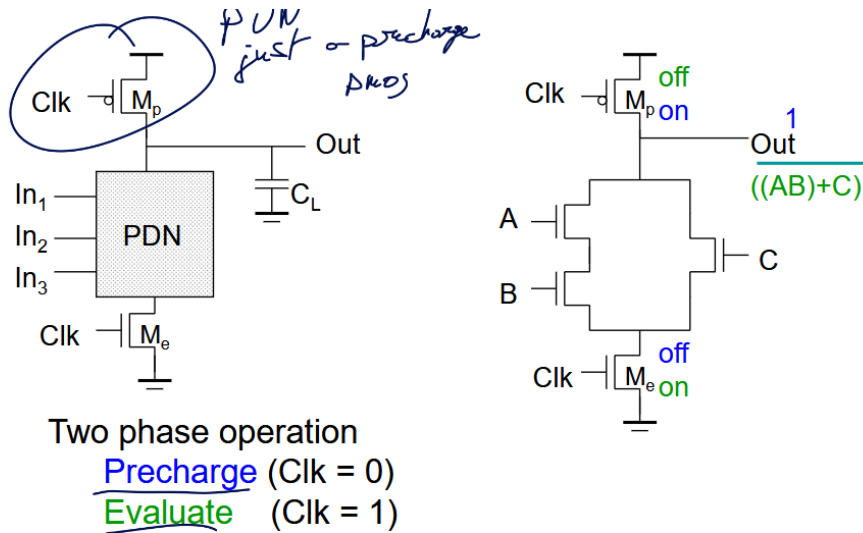 PUN
just a precharge
PMOS
Clk
Mp
Out
CL
In1
In2
In3
PDN
Clk
Me
Clk
Mp
off
on
1
Out
((AB)+C)
A
B
C
Clk
Me
off
on
Two phase operation
Precharge (Clk = 0)
Evaluate (Clk = 1)